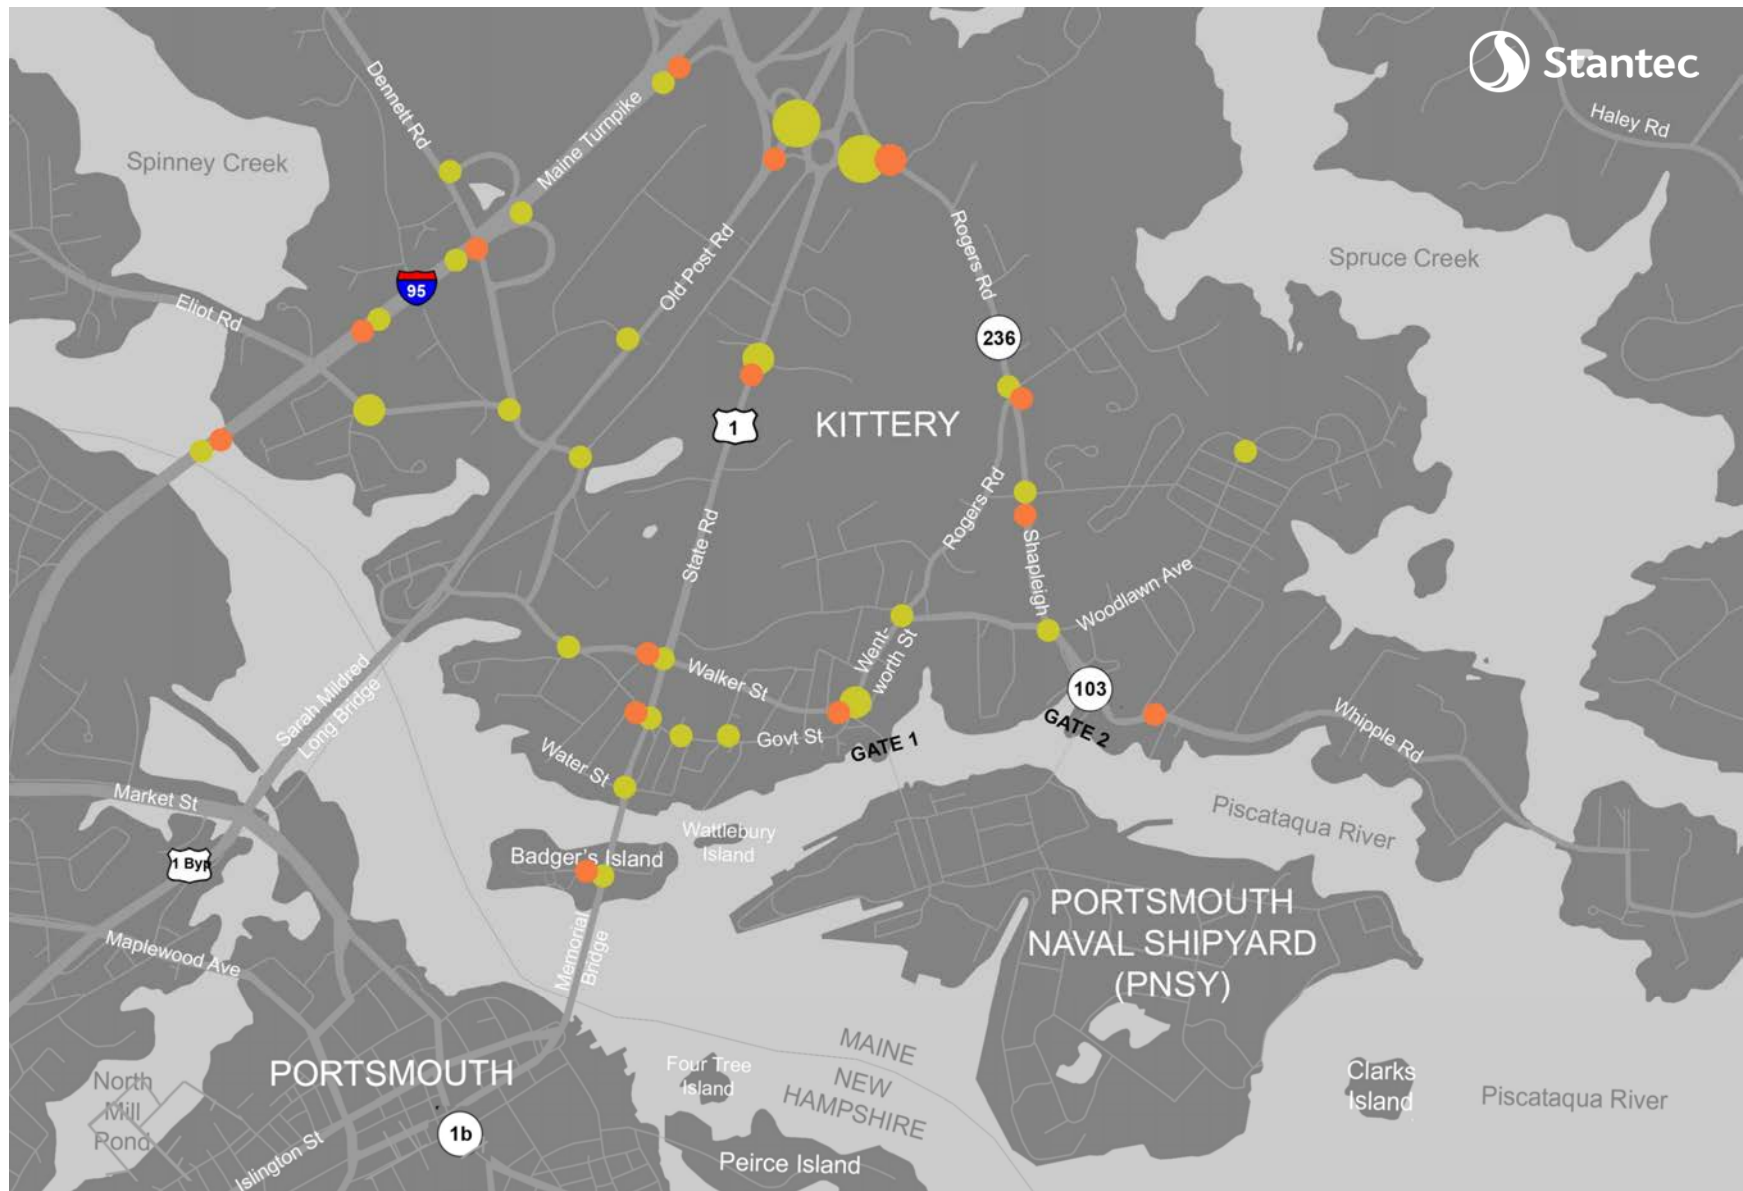 Stantec
Dennett Rd
Haley Rd
Maine Turnpike
Spinney Creek
Rogers Rd
Old Post Rd
Spruce Creek
95
Eliot Rd
236
KITTERY
1
Rogers Rd
State Rd
Shapleigh
Woodlawn Ave
Went-
worth St
Walker St
103
Sarah Mildred
Long Bridge
GATE 2
Whipple Rd
Govt St
GATE 1
Water St
Market St
Piscataqua River
Wattlebury
Island
1 Byp
Badger's Island
PORTSMOUTH
NAVAL SHIPYARD
(PNSY)
Maplewood Ave
Memorial
Bridge
MAINE
NEW
HAMPSHIRE
PORTSMOUTH
Four Tree
Island
Clarks
Island
Piscataqua River
North
Mill
Pond
1b
Islington St
Peirce Island